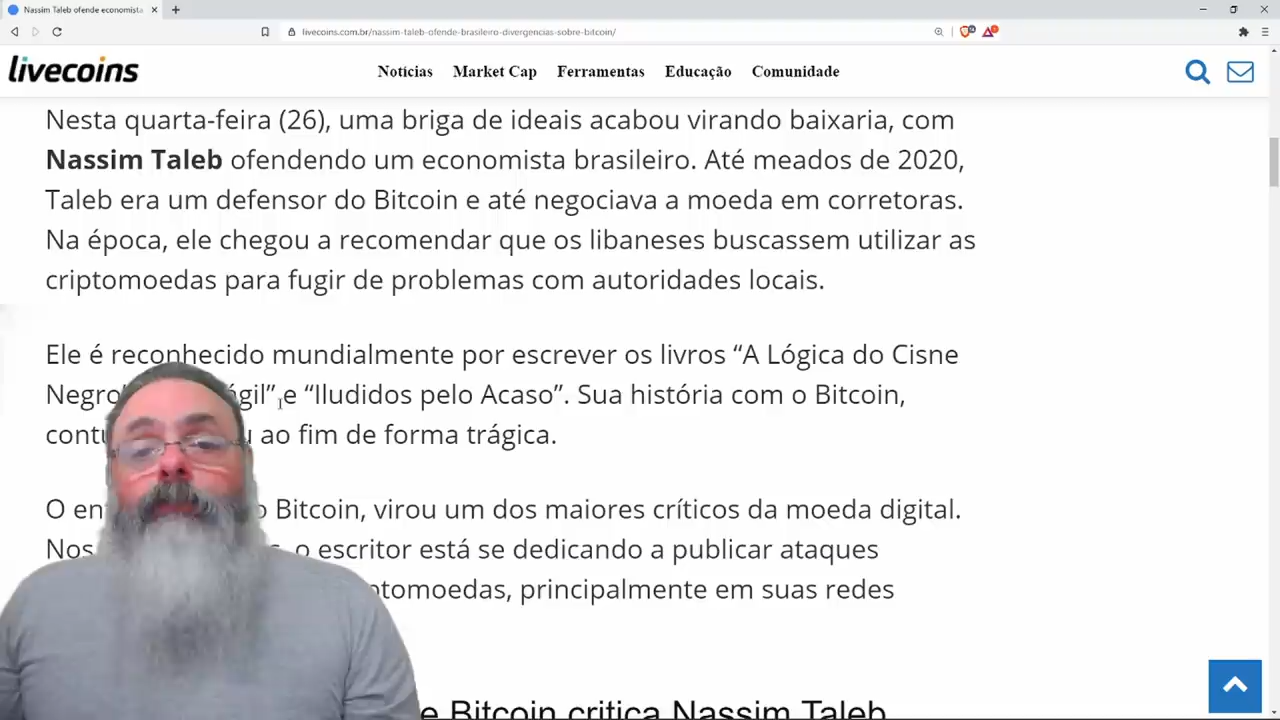 Nassim Taleb ofende economista
livecoins.com.br/nassim-taleb-ofende-brasileiro-divergencias-sobre-bitcoin/
livecoins
Noticias Market Cap Ferramentas Educação Comunidade
Nesta quarta-feira (26), uma briga de ideais acabou virando baixaria, com
Nassim Taleb ofendendo um economista brasileiro. Até meados de 2020,
Taleb era um defensor do Bitcoin e até negociava a moeda em corretoras.
Na época, ele chegou a recomendar que os libaneses buscassem utilizar as
criptomoedas para fugir de problemas com autoridades locais.
Ele é reconhecido mundialmente por escrever os livros “A Lógica do Cisne
Negro e “Iludidos pelo Acaso”. Sua história com o Bitcoin,
ao fim de forma trágica.
O Bitcoin, virou um dos maiores críticos da moeda digital.
Nos o escritor está se dedicando a publicar ataques
principalmente em suas redes
e Bitcoin critica Nassim Taleb